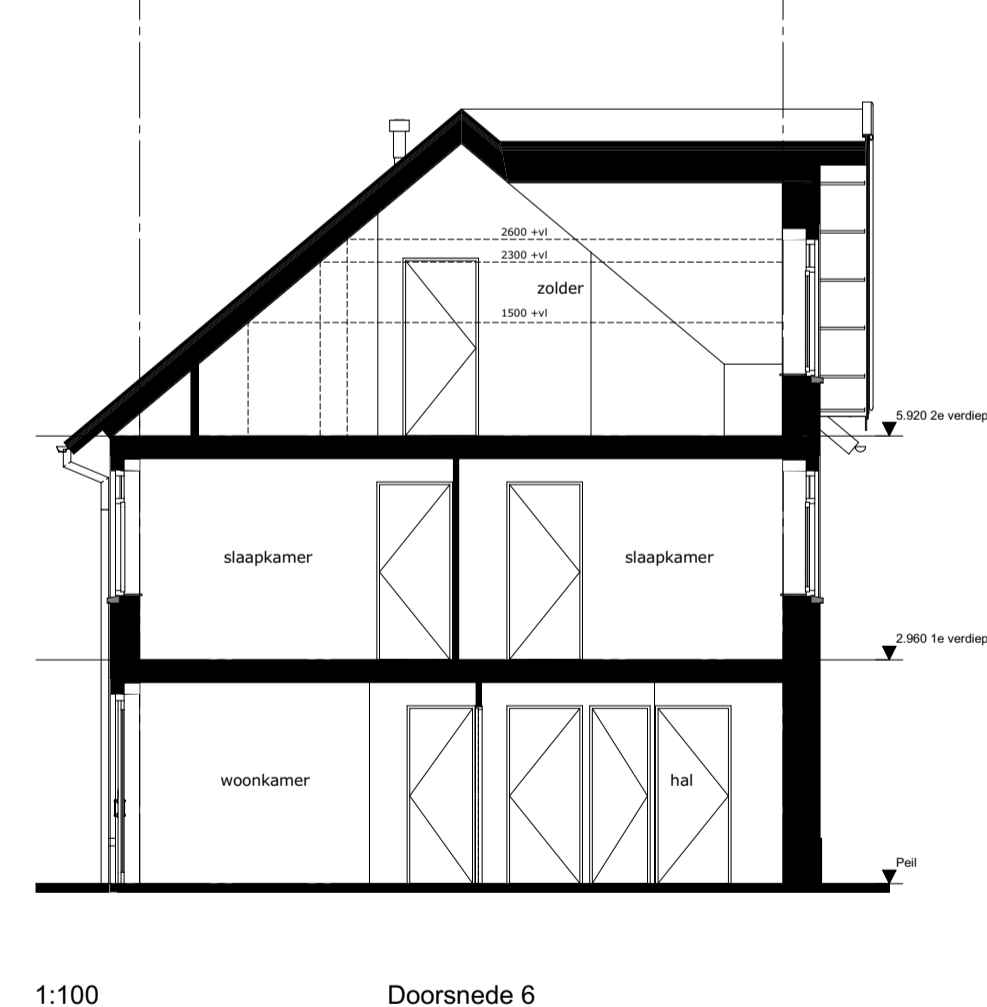 2600 +vl
2300 +vl
zolder
1500 +vl
5.920 2e verdiep
slaapkamer
slaapkamer
2.960 1e verdiep
woonkamer
hal
Peil
1:100
Doorsnede 6